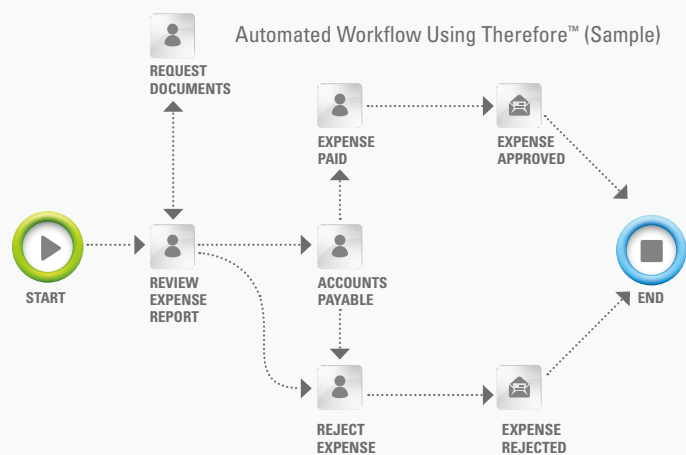 Automated Workflow Using Therefore™ (Sample)
REQUEST
DOCUMENTS
EXPENSE
PAID
EXPENSE
APPROVED
START
REVIEW
EXPENSE
REPORT
ACCOUNTS
PAYABLE
END
REJECT
EXPENSE
EXPENSE
REJECTED